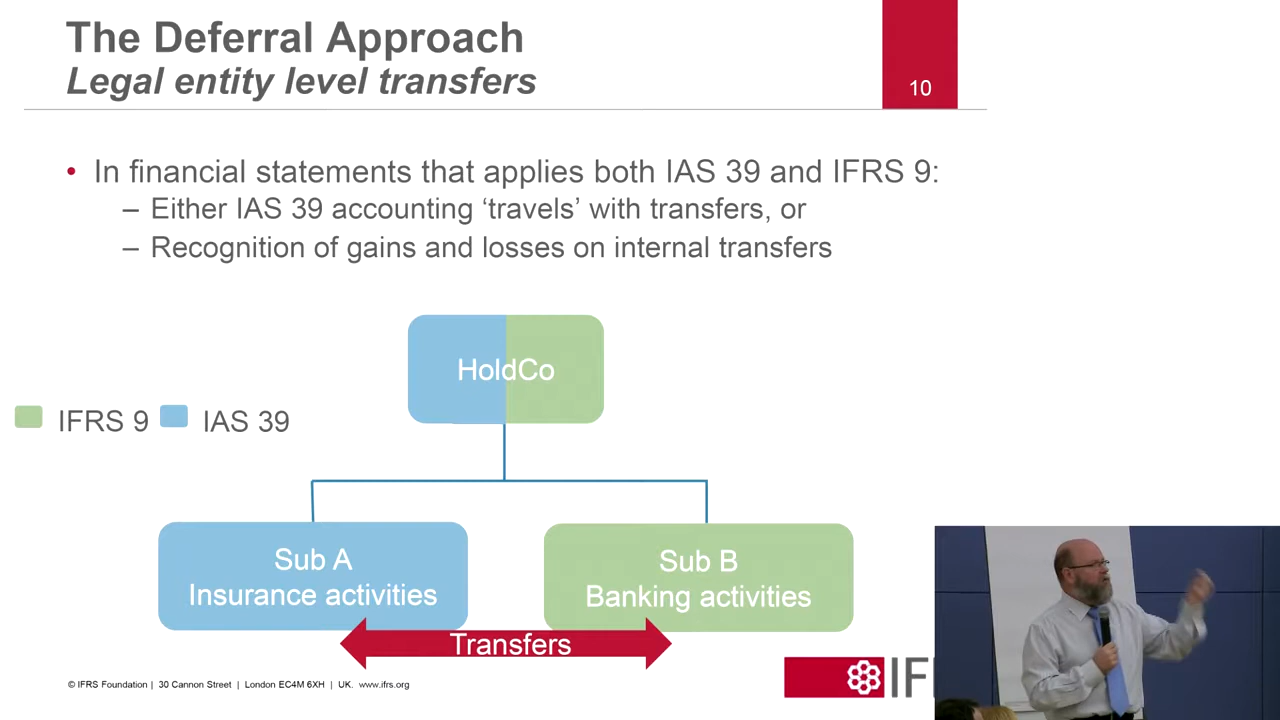 The Deferral Approach
Legal entity level transfers
10
• In financial statements that applies both IAS 39 and IFRS 9:
– Either IAS 39 accounting ‘travels’ with transfers, or
– Recognition of gains and losses on internal transfers
HoldCo
IFRS 9 IAS 39
Sub A
Insurance activities
Sub B
Banking activities
Transfers
© IFRS Foundation | 30 Cannon Street | London EC4M 6XH | UK. www.ifrs.org
IF